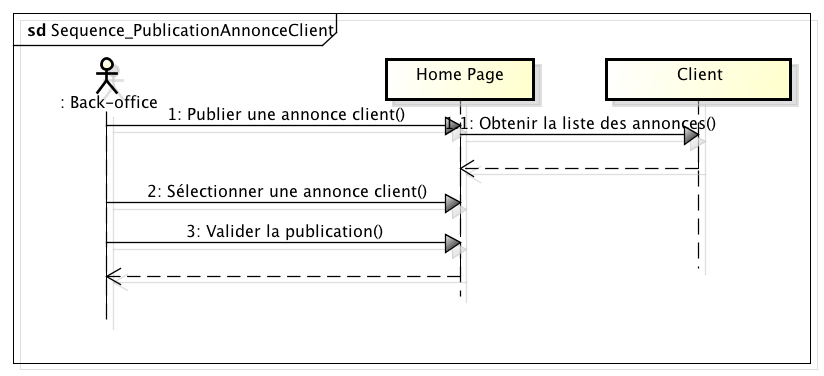 sd Sequence_PublicationAnnonceClient
Home Page
Client
: Back-office
1: Publier une annonce client()
1.1: Obtenir la liste des annonces()
2: Sélectionner une annonce client()
3: Valider la publication()